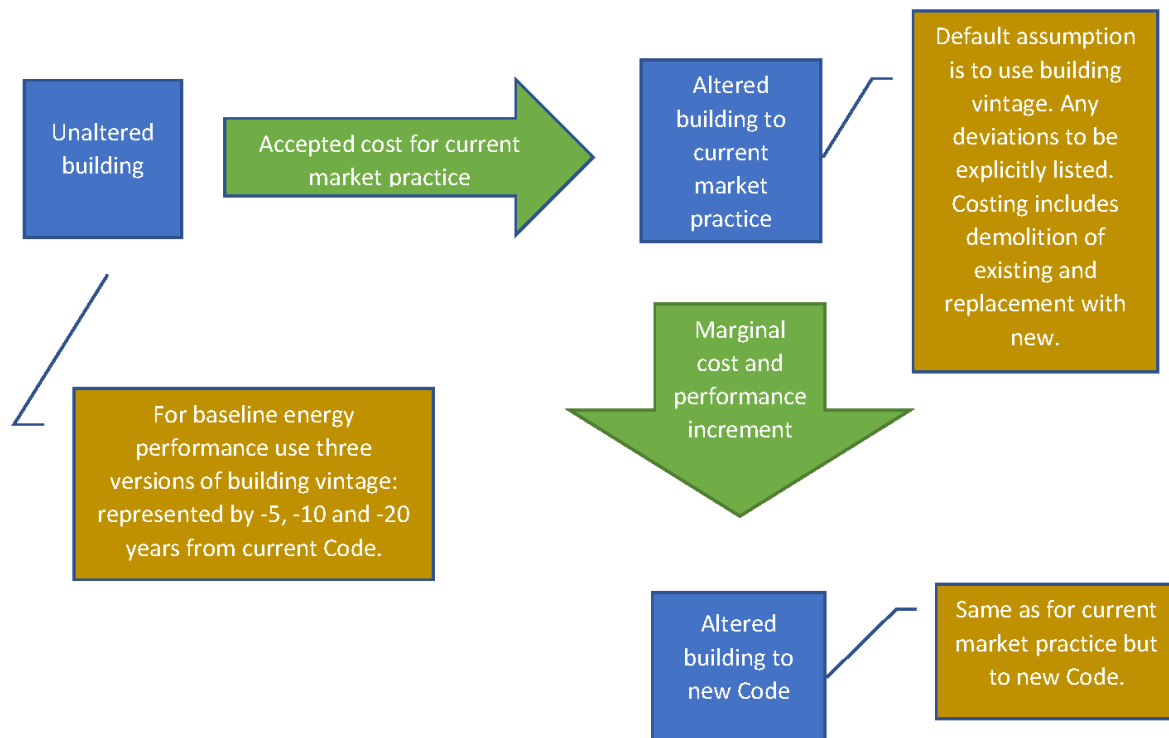 Unaltered
building
Accepted cost for current
market practice
Altered
building to
current
market
practice
Default assumption
is to use building
vintage. Any
deviations to be
explicitly listed.
Costing includes
demolition of
existing and
replacement with
new.
Marginal
cost and
performance
increment
For baseline energy
performance use three
versions of building vintage:
represented by -5, -10 and -20
years from current Code.
Altered
building to
new Code
Same as for current
market practice but
to new Code.